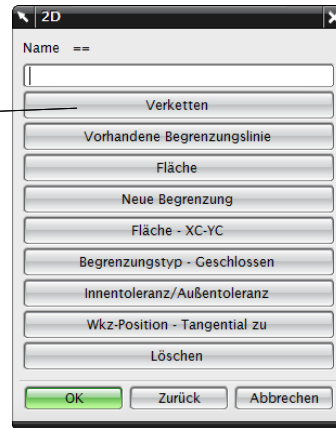 2D
Name ==
Verketten
Vorhandene Begrenzungslinie
Fläche
Neue Begrenzung
Fläche - XC-YC
Begrenzungstyp - Geschlossen
Innentoleranz/Außentoleranz
Wkz-Position - Tangential zu
Löschen
OK Zurück Abbrechen